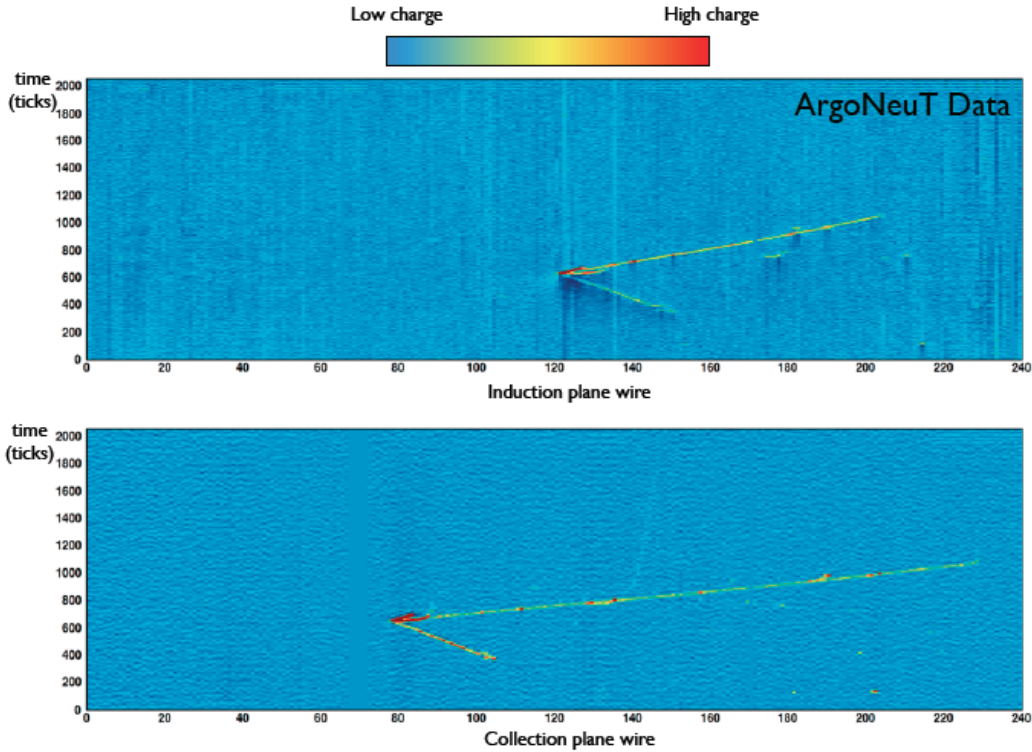 Low charge High charge
time
(ticks)
ArgoNeuT Data
2000
1800
1600
1400
1200
1000
800
600
400
200
0
0 20 40 60 80 100 120 140 160 180 200 220 240
Induction plane wire
time
(ticks)
2000
1800
1600
1400
1200
1000
800
600
400
200
0
0 20 40 60 80 100 120 140 160 180 200 220 240
Collection plane wire